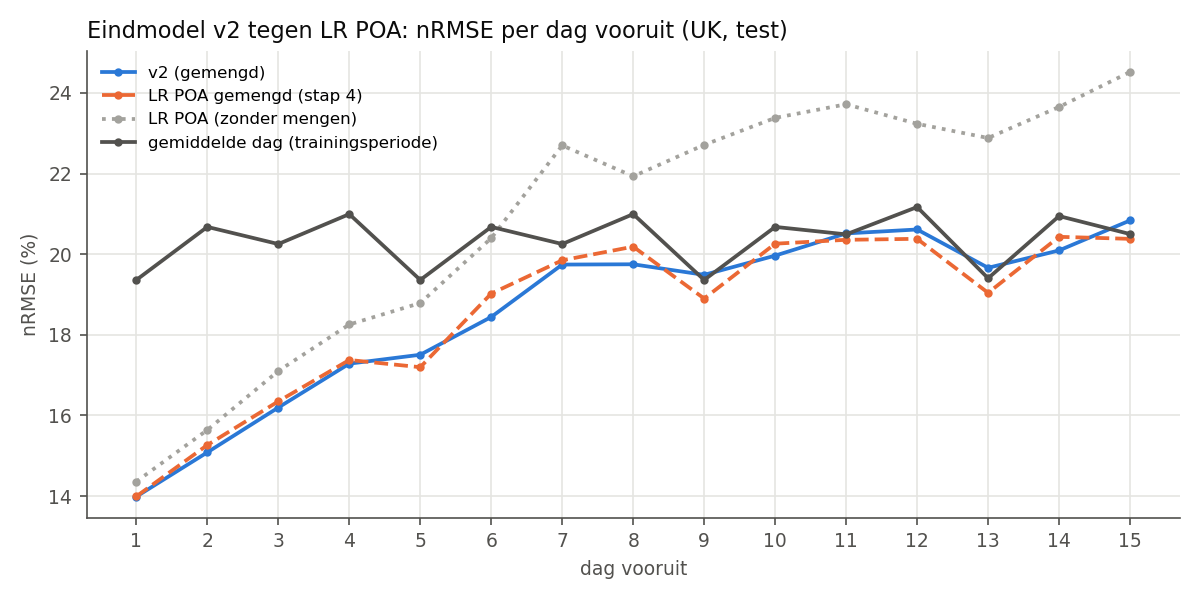 Eindmodel v2 tegen LR POA: nRMSE per dag vooruit (UK, test)
v2 (gemengd)
LR POA gemengd (stap 4)
LR POA (zonder mengen)
gemiddelde dag (trainingsperiode)
nRMSE (%)
24
22
20
18
16
14
1 2 3 4 5 6 7 8 9 10 11 12 13 14 15
dag vooruit